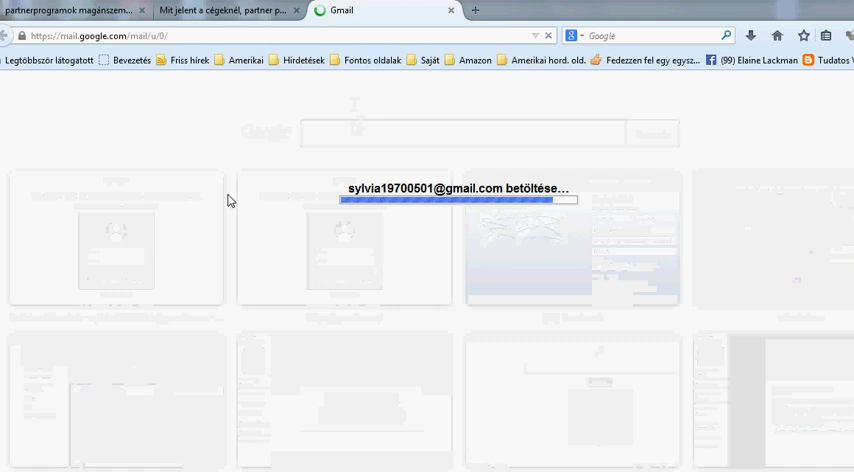 partnerprogramok magánszem...
Mit jelent a cégeknél, partner p...
Gmail
https://mail.google.com/mail/u/0/
Google
Legtöbbször látogatott
Bevezetés
Friss hírek
Amerikai
Hirdetések
Fontos oldalak
Saját
Amazon
Amerikai hord. old.
Fedezzen fel egy egysz...
(99) Elaine Lackman
Tudatos V
Google
sylvia19700501@gmail.com betöltése...